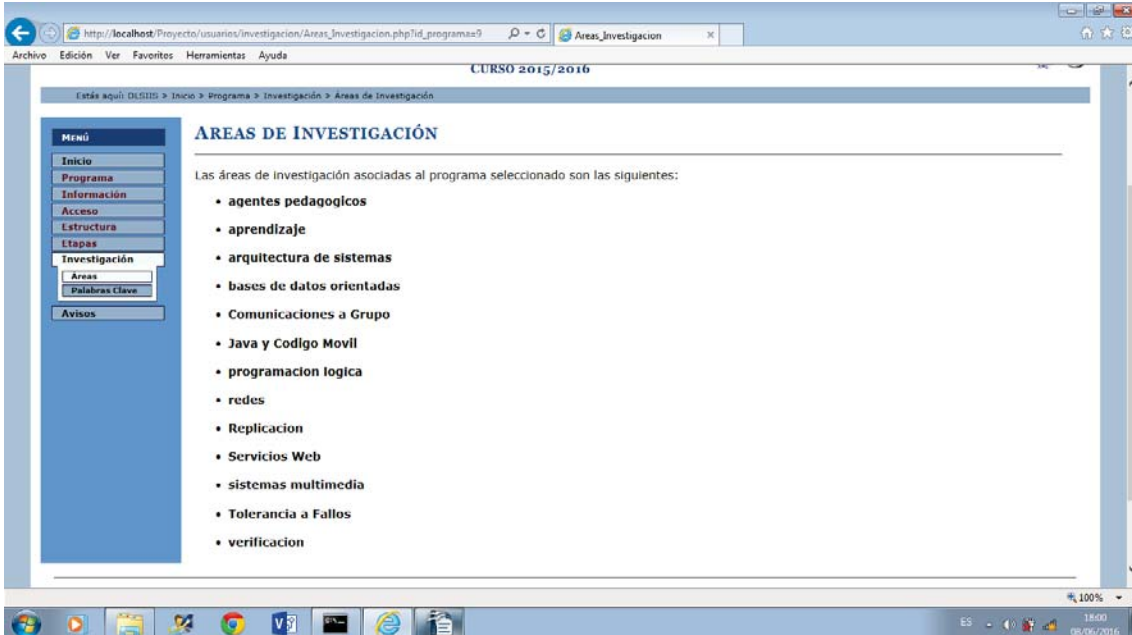 http://localhost/Proyecto/usuarios/investigacion/Areas_Investigacion.php?id_programa=9
Areas_Investigacion
Archivo Edición Ver Favoritos Herramientas Ayuda
CURSO 2015/2016
Estás aquí: DLSIIS > Inicio > Programa > Investigación > Áreas de Investigación
MENÚ
Inicio
Programa
Información
Acceso
Estructura
Etapas
Investigación
Áreas
Palabras Clave
Avisos
AREAS DE INVESTIGACIÓN
Las áreas de investigación asociadas al programa seleccionado son las siguientes:
• agentes pedagogicos
• aprendizaje
• arquitectura de sistemas
• bases de datos orientadas
• Comunicaciones a Grupo
• Java y Codigo Movil
• programacion logica
• redes
• Replicacion
• Servicios Web
• sistemas multimedia
• Tolerancia a Fallos
• verificacion
100%
ES
18:00
08/06/2016